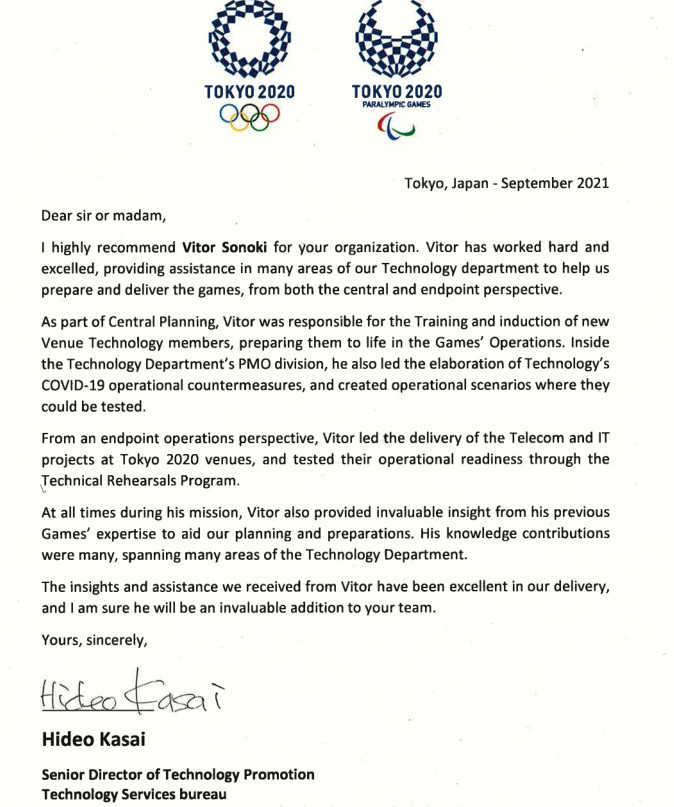 TOKYO 2020
TOKYO 2020
PARALYMPIC GAMES
Tokyo, Japan - September 2021
Dear sir or madam,
I highly recommend Vitor Sonoki for your organization. Vitor has worked hard and
excelled, providing assistance in many areas of our Technology department to help us
prepare and deliver the games, from both the central and endpoint perspective.
As part of Central Planning, Vitor was responsible for the Training and induction of new
Venue Technology members, preparing them to life in the Games' Operations. Inside
the Technology Department's PMO division, he also led the elaboration of Technology's
COVID-19 operational countermeasures, and created operational scenarios where they
could be tested.
From an endpoint operations perspective, Vitor led the delivery of the Telecom and IT
projects at Tokyo 2020 venues, and tested their operational readiness through the
Technical Rehearsals Program.
At all times during his mission, Vitor also provided invaluable insight from his previous
Games' expertise to aid our planning and preparations. His knowledge contributions
were many, spanning many areas of the Technology Department.
The insights and assistance we received from Vitor have been excellent in our delivery,
and I am sure he will be an invaluable addition to your team.
Yours, sincerely,
Hideo Kasai
Hideo Kasai
Senior Director of Technology Promotion
Technology Services bureau